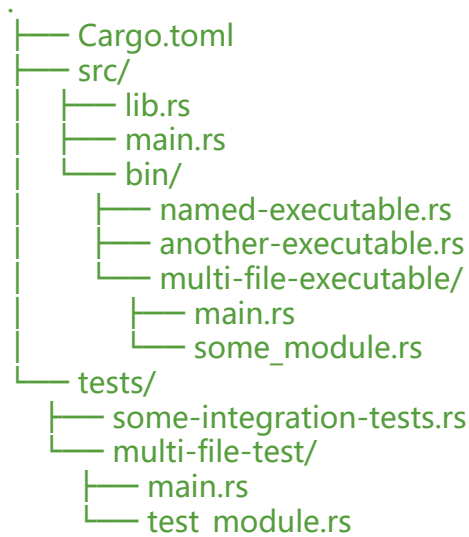 .
├── Cargo.toml
├── src/
│   ├── lib.rs
│   ├── main.rs
│   └── bin/
│       ├── named-executable.rs
│       ├── another-executable.rs
│       └── multi-file-executable/
│           ├── main.rs
│           └── some_module.rs
└── tests/
    ├── some-integration-tests.rs
    └── multi-file-test/
        ├── main.rs
        └── test_module.rs